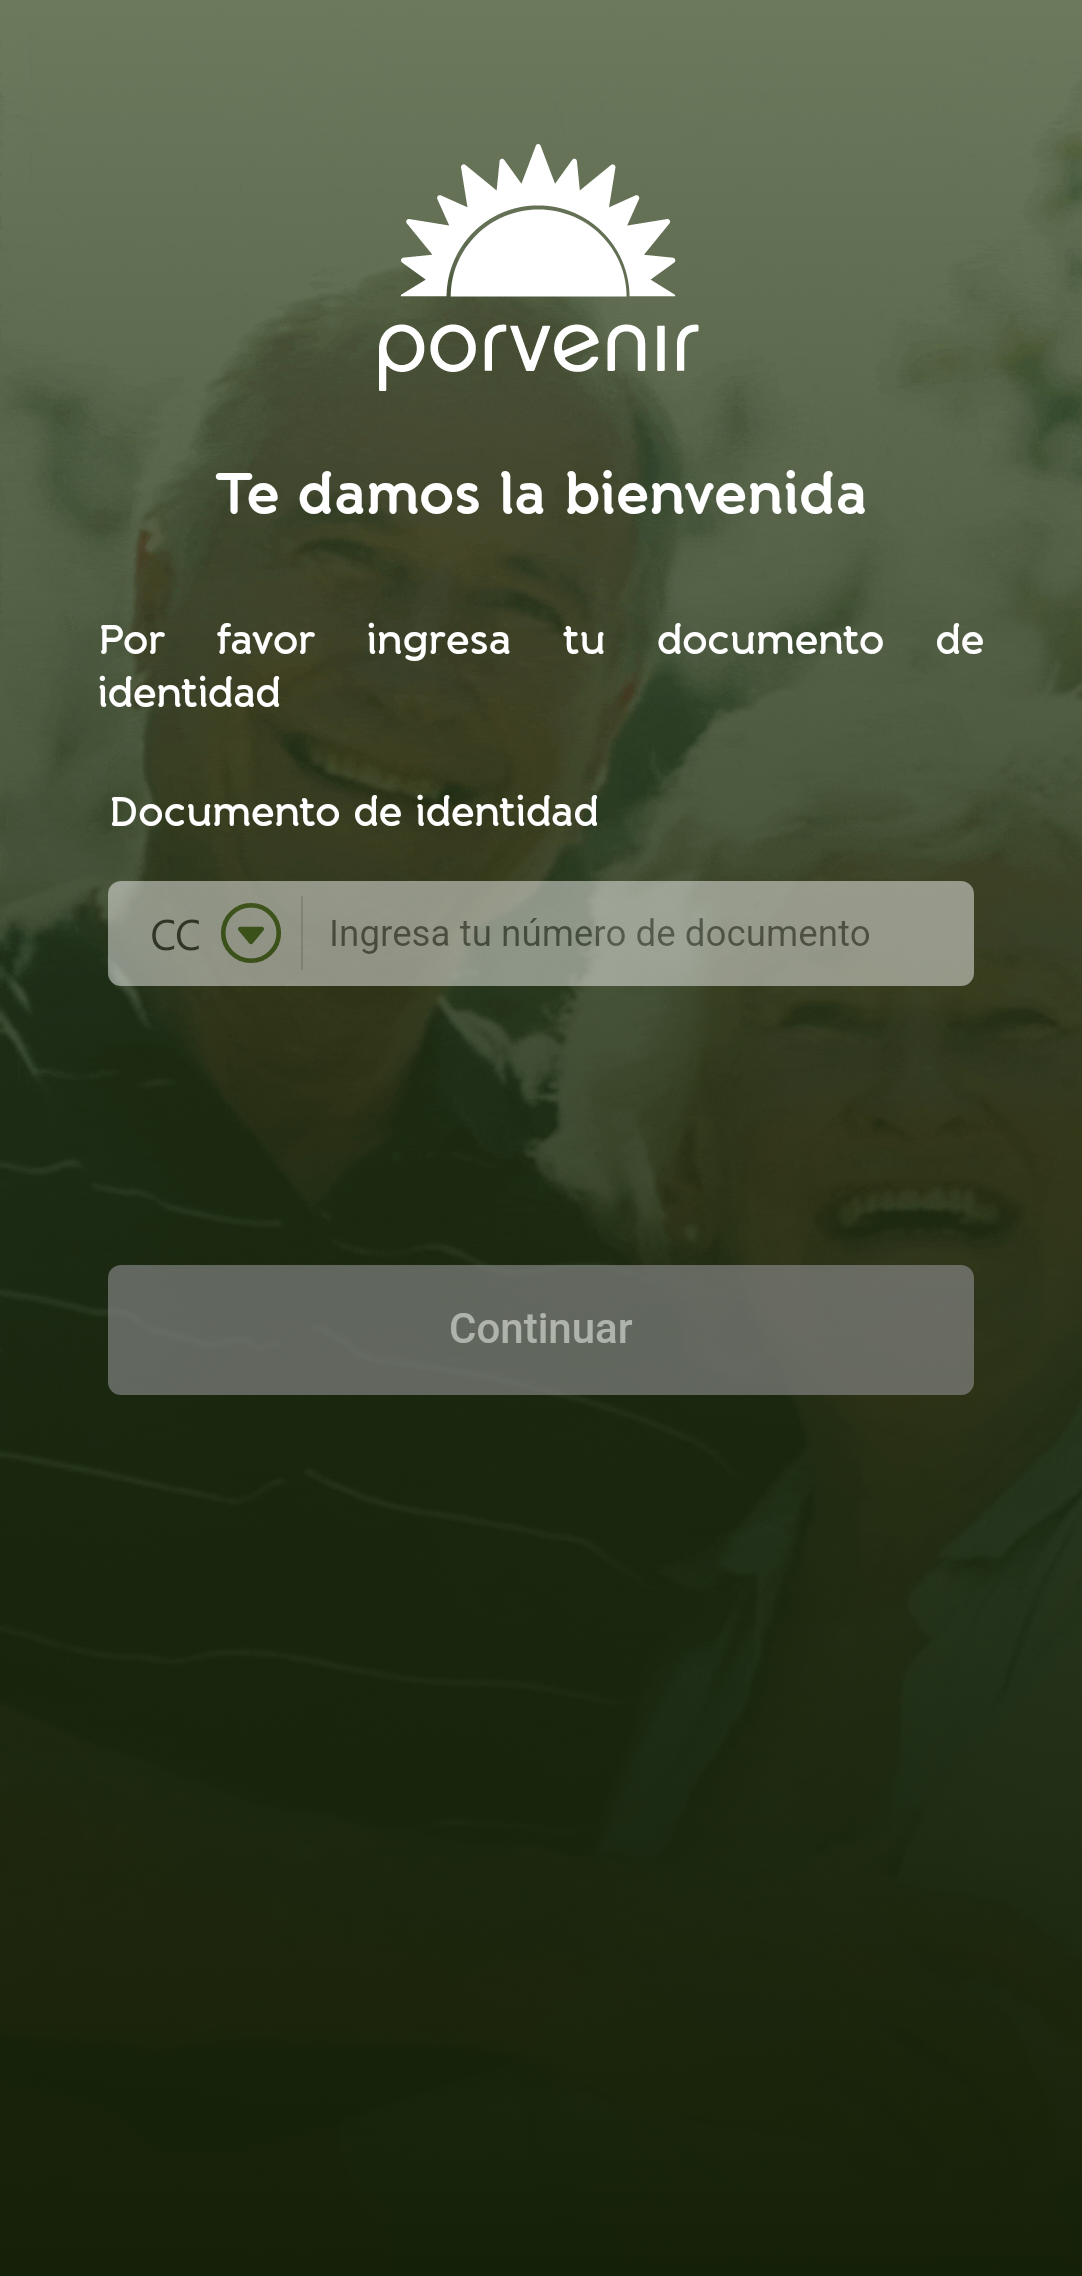 porvenir
Te damos la bienvenida
Por favor ingresa tu documento de
identidad
Documento de identidad
CC Ingresa tu número de documento
Continuar